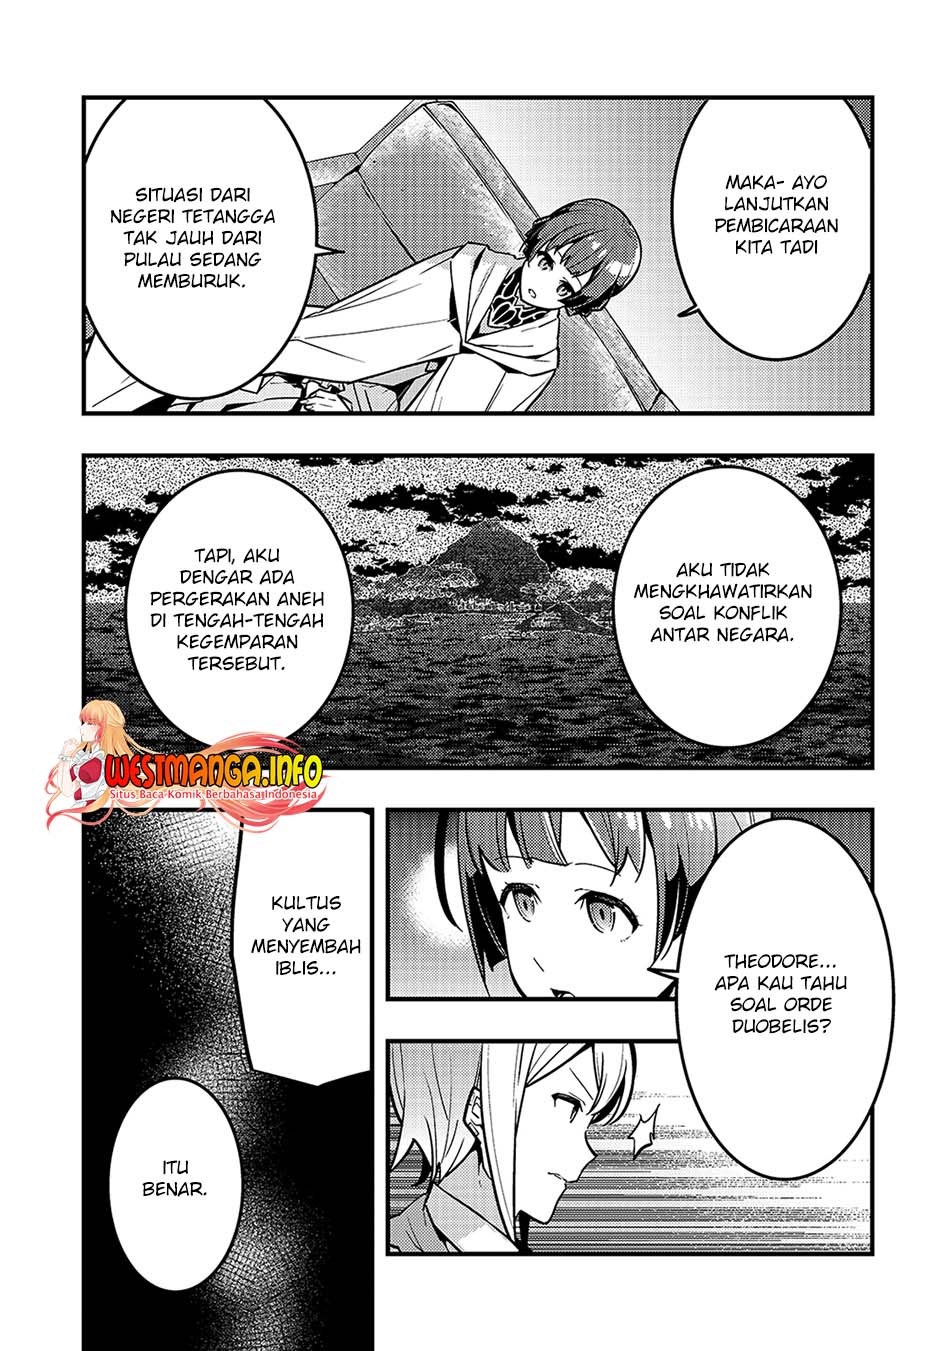 MAKA- AYO
LANJUTKAN
PEMBICARAAN
KITA TADI
SITUASI DARI
NEGERI TETANGGA
TAK JAUH DARI
PULAU SEDANG
MEMBURUK.
AKU TIDAK
MENGKHAWATIRKAN
SOAL KONFLIK
ANTAR NEGARA.
TAPI, AKU
DENGAR ADA
PERGERAKAN ANEH
DI TENGAH-TENGAH
KEGEMPARAN
TERSEBUT.
WESTMANGA.INFO
Situs Baca Komik Berbahasa Indonesia
THEODORE...
APA KAU TAHU
SOAL ORDE
DUOBELIS?
KULTUS
YANG
MENYEMBAH
IBLIS...
ITU
BENAR.